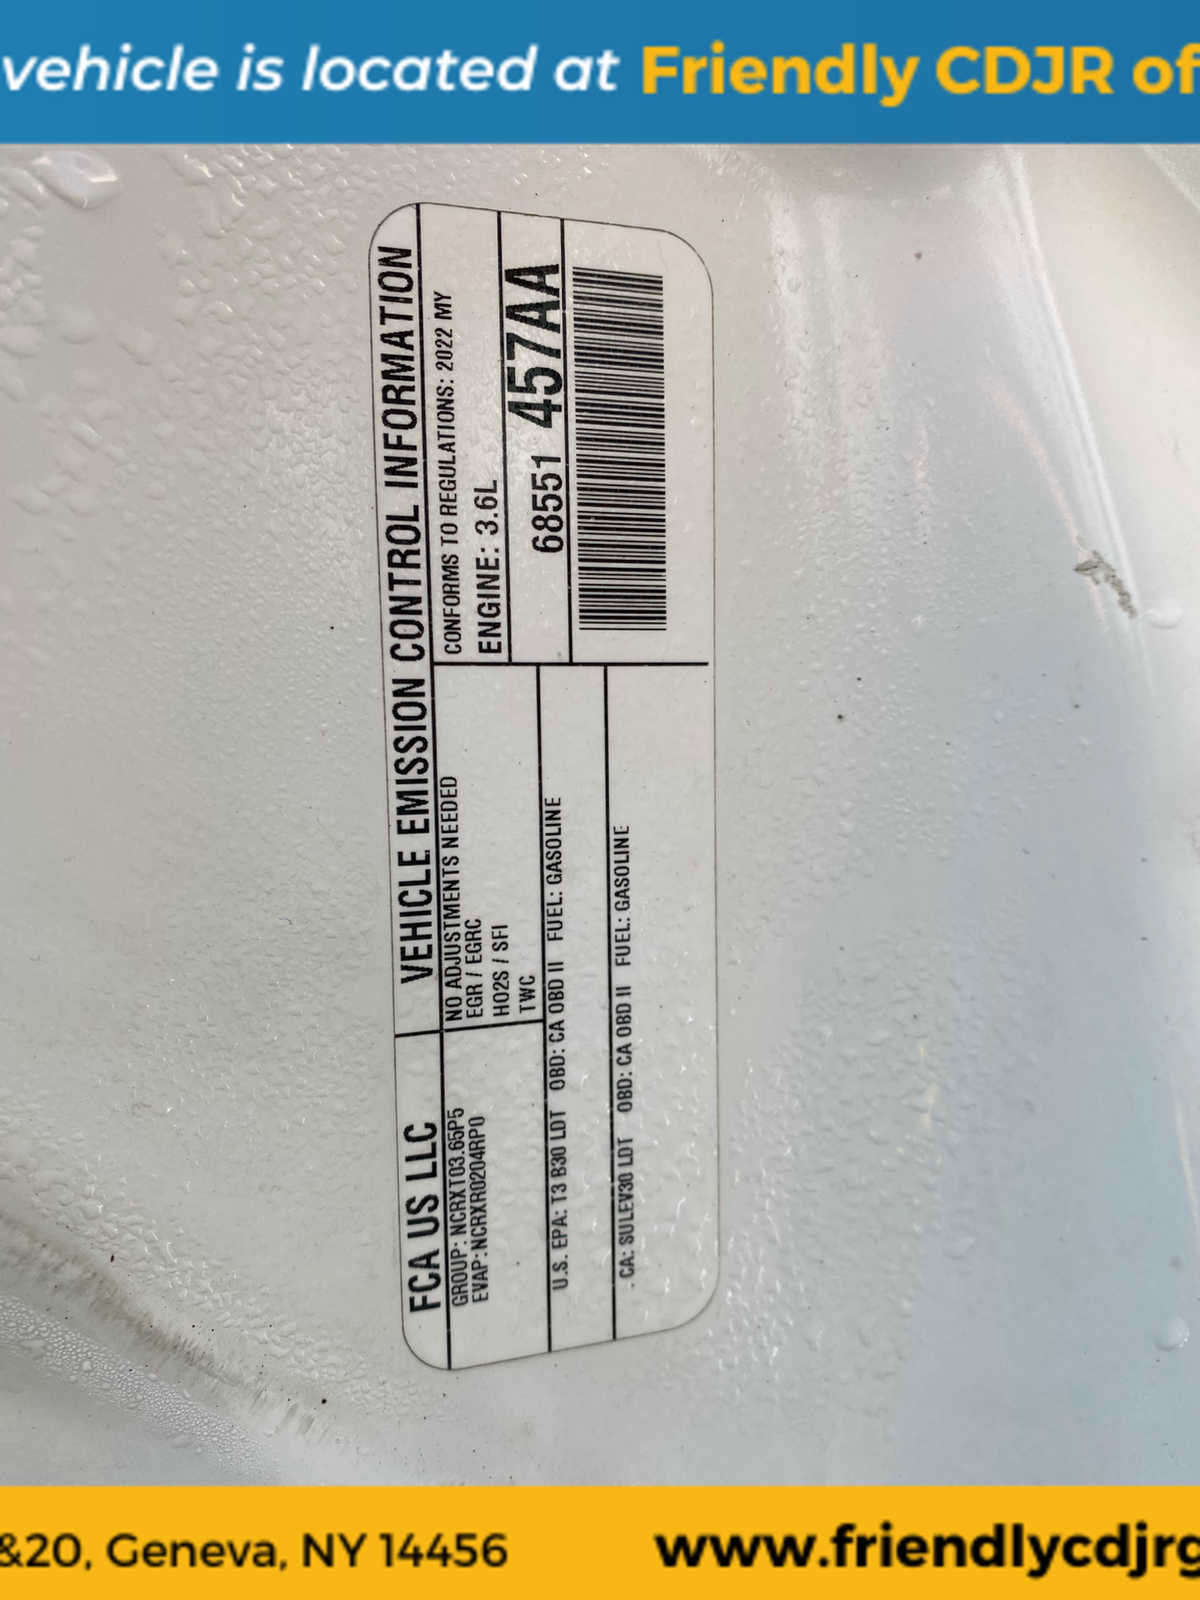 vehicle is located at Friendly CDJR of
FCA US LLC VEHICLE EMISSION CONTROL INFORMATION
GROUP: NCRXT03.65P5
EVAP: NCRXR0204RP0
NO ADJUSTMENTS NEEDED
EGR / EGRC
HO2S / SFI
TWC
CONFORMS TO REGULATIONS: 2022 MY
ENGINE: 3.6L
68551 457AA
U.S. EPA: T3 B30 LDT OBD: CA OBD II FUEL: GASOLINE
CA: SULEV30 LDT OBD: CA OBD II FUEL: GASOLINE
&20, Geneva, NY 14456 www.friendlycdjrg